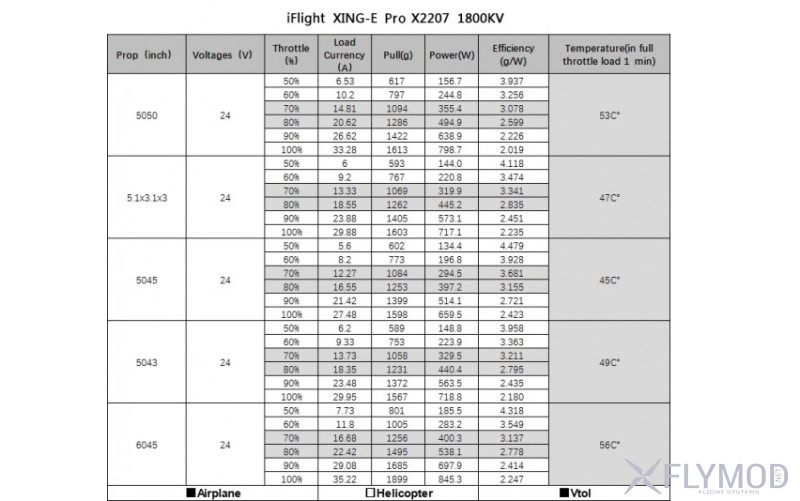 iFlight XING-E Pro X2207 1800KV
Prop (inch) Voltages (V) Throttle (%) Load Currency (A) Pull(g) Power(W) Efficiency (g/W) Temperature(in full throttle load 1 min)
5050 24 53C°
50% 6.53 617 156.7 3.937
60% 10.2 797 244.8 3.256
70% 14.81 1094 355.4 3.078
80% 20.62 1286 494.9 2.599
90% 26.62 1422 638.9 2.226
100% 33.28 1613 798.7 2.019
5.1x3.1x3 24 47C°
50% 6 593 144.0 4.118
60% 9.2 767 220.8 3.474
70% 13.33 1069 319.9 3.341
80% 18.55 1262 445.2 2.835
90% 23.88 1405 573.1 2.451
100% 29.88 1603 717.1 2.235
5045 24 45C°
50% 5.6 602 134.4 4.479
60% 8.2 773 196.8 3.928
70% 12.27 1084 294.5 3.681
80% 16.55 1253 397.2 3.155
90% 21.42 1399 514.1 2.721
100% 27.48 1598 659.5 2.423
5043 24 49C°
50% 6.2 589 148.8 3.958
60% 9.33 753 223.9 3.363
70% 13.73 1058 329.5 3.211
80% 18.35 1231 440.4 2.795
90% 23.48 1372 563.5 2.435
100% 29.95 1567 718.8 2.180
6045 24 56C°
50% 7.73 801 185.5 4.318
60% 11.8 1005 283.2 3.549
70% 16.68 1256 400.3 3.137
80% 22.42 1495 538.1 2.778
90% 29.08 1685 697.9 2.414
100% 35.22 1899 845.3 2.247
■Airplane □Helicopter ■Vtol
FLYMOD.NET
FLIGHT SYSTEMS